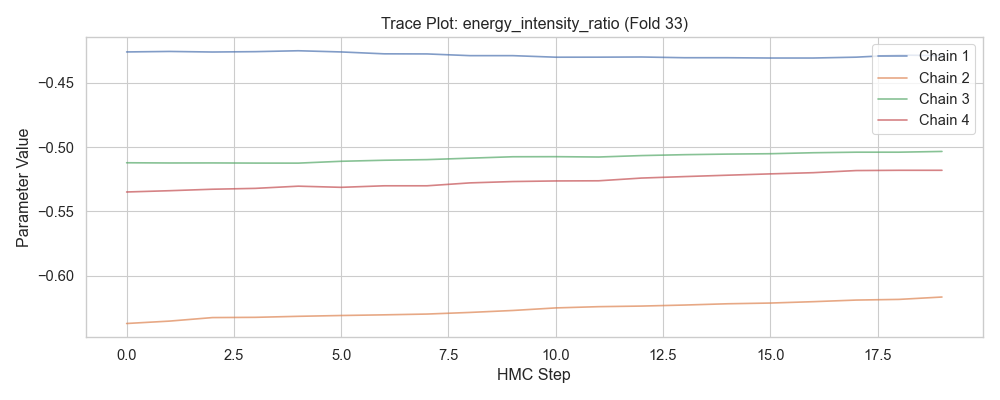 Trace Plot: energy_intensity_ratio (Fold 33)
Chain 1
Chain 2
Chain 3
Chain 4
Parameter Value
−0.45
−0.50
−0.55
−0.60
0.0 2.5 5.0 7.5 10.0 12.5 15.0 17.5
HMC Step